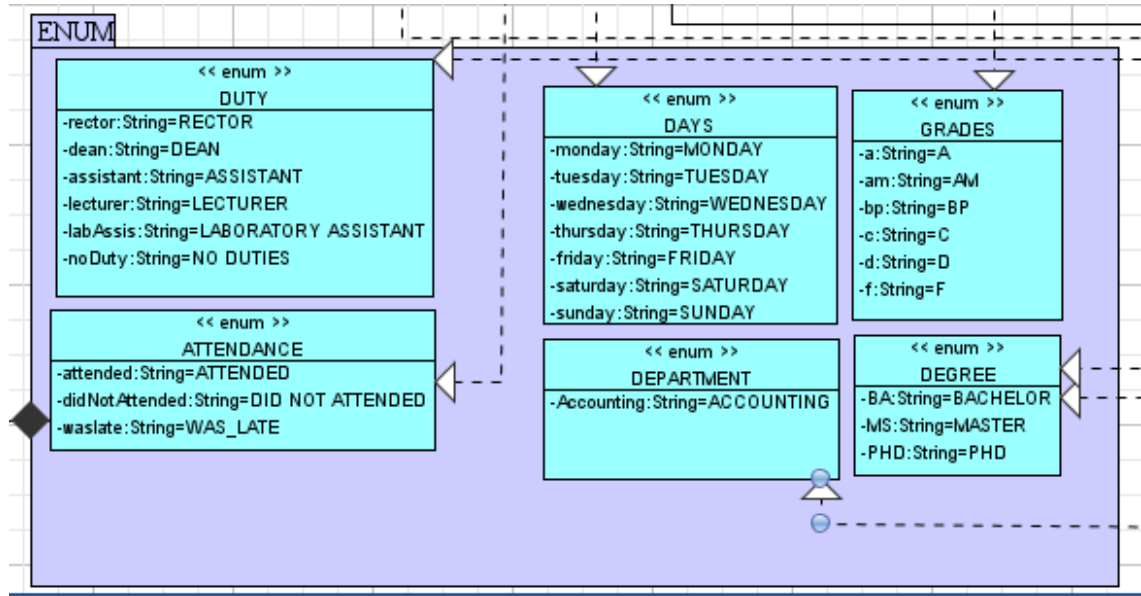 ENUM
<< enum >>
DUTY
-rector:String=RECTOR
-dean:String=DEAN
-assistant:String=ASSISTANT
-lecturer:String=LECTURER
-labAssis:String=LABORATORY ASSISTANT
-noDuty:String=NO DUTIES
<< enum >>
DAYS
-monday:String=MONDAY
-tuesday:String=TUESDAY
-wednesday:String=WEDNESDAY
-thursday:String=THURSDAY
-friday:String=FRIDAY
-saturday:String=SATURDAY
-sunday:String=SUNDAY
<< enum >>
GRADES
-a:String=A
-am:String=AM
-bp:String=BP
-c:String=C
-d:String=D
-f:String=F
<< enum >>
ATTENDANCE
-attended:String=ATTENDED
-didNotAttended:String=DID NOT ATTENDED
-waslate:String=WAS_LATE
<< enum >>
DEPARTMENT
-Accounting:String=ACCOUNTING
<< enum >>
DEGREE
-BA:String=BACHELOR
-MS:String=MASTER
-PHD:String=PHD